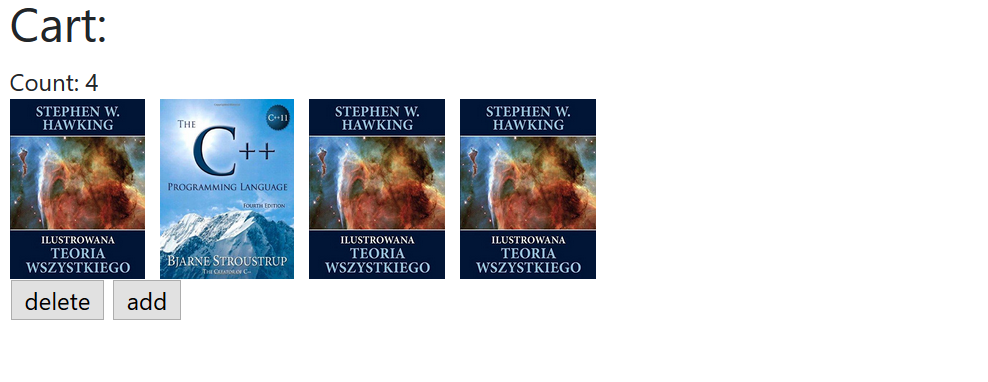 Cart:
Count: 4
STEPHEN W.
HAWKING
ILUSTROWANA
TEORIA
WSZYSTKIEGO
C++11
THE
C++
PROGRAMMING LANGUAGE
FOURTH EDITION
BJARNE STROUSTRUP
THE CREATOR OF C++
STEPHEN W.
HAWKING
ILUSTROWANA
TEORIA
WSZYSTKIEGO
STEPHEN W.
HAWKING
ILUSTROWANA
TEORIA
WSZYSTKIEGO
delete add